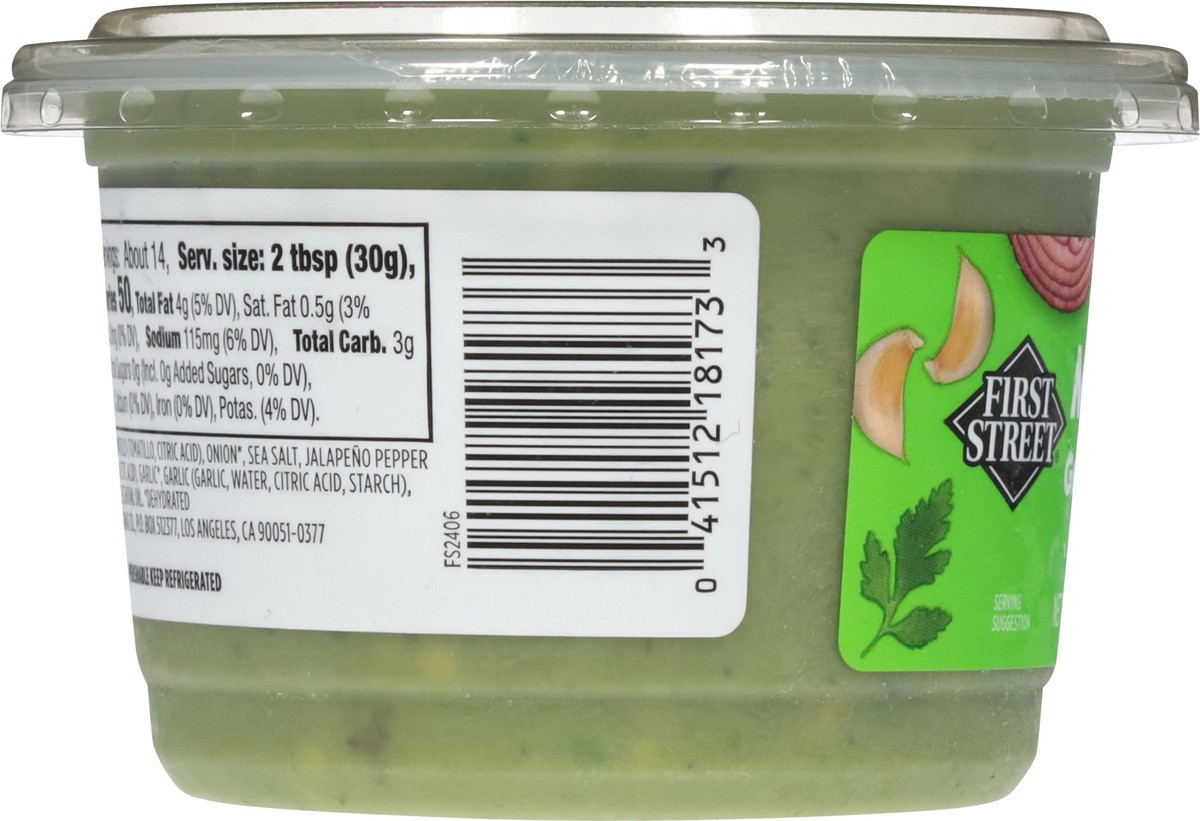 About 14, Serv. size: 2 tbsp (30g),
50, Total Fat 4g (5% DV), Sat. Fat 0.5g (3%
(0% DV), Sodium 115mg (6% DV), Total Carb. 3g
Sugars 0g (Incl. 0g Added Sugars, 0% DV),
(0% DV), Iron (0% DV), Potas. (4% DV).
(TOMATILLO, CITRIC ACID), ONION*, SEA SALT, JALAPEÑO PEPPER
ACID, GARLIC*, GARLIC (GARLIC, WATER, CITRIC ACID, STARCH),
OIL. *DEHYDRATED
P.O. BOX 512377, LOS ANGELES, CA 90051-0377
KEEP REFRIGERATED
FS2406
0 41512 18173 3
FIRST
STREET
SERVING
SUGGESTION